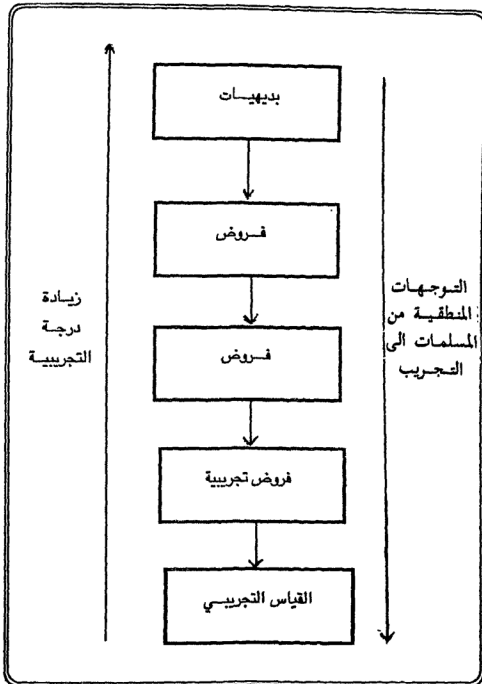 بديهيات
فروض
فروض
فروض تجريبية
القياس التجريبي
التوجهات
المنطقية من
المسلمات الى
التجريب
زيادة
درجة
التجريبية